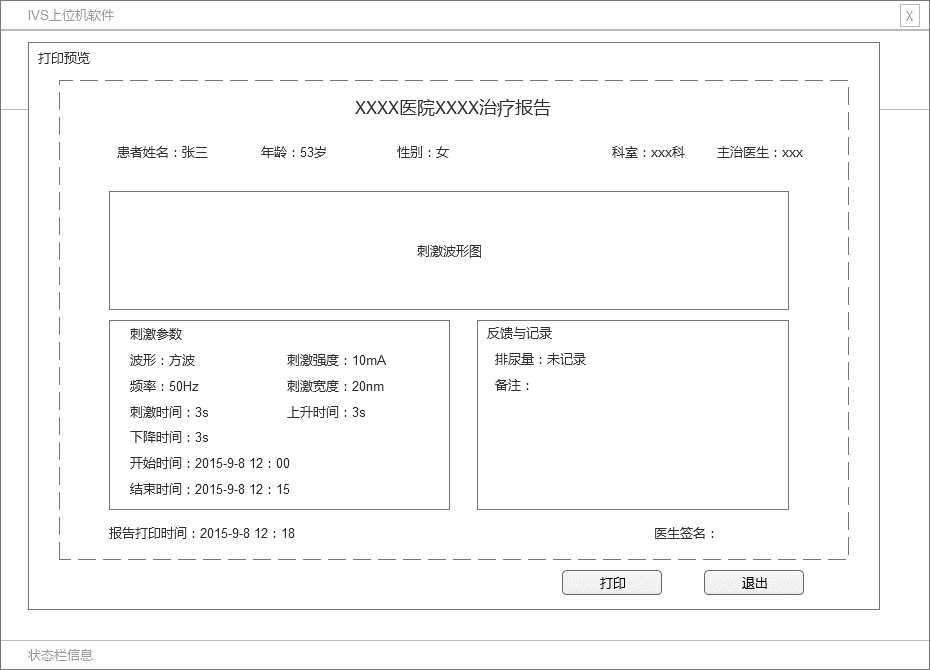 IVS上位机软件 X
打印预览
XXXX医院XXXX治疗报告
患者姓名：张三 年龄：53岁 性别：女 科室：xxx科 主治医生：xxx
刺激波形图
刺激参数
波形：方波 刺激强度：10mA
频率：50Hz 刺激宽度：20nm
刺激时间：3s 上升时间：3s
下降时间：3s
开始时间：2015-9-8 12：00
结束时间：2015-9-8 12：15
反馈与记录
排尿量：未记录
备注：
报告打印时间：2015-9-8 12：18 医生签名：
打印 退出
状态栏信息